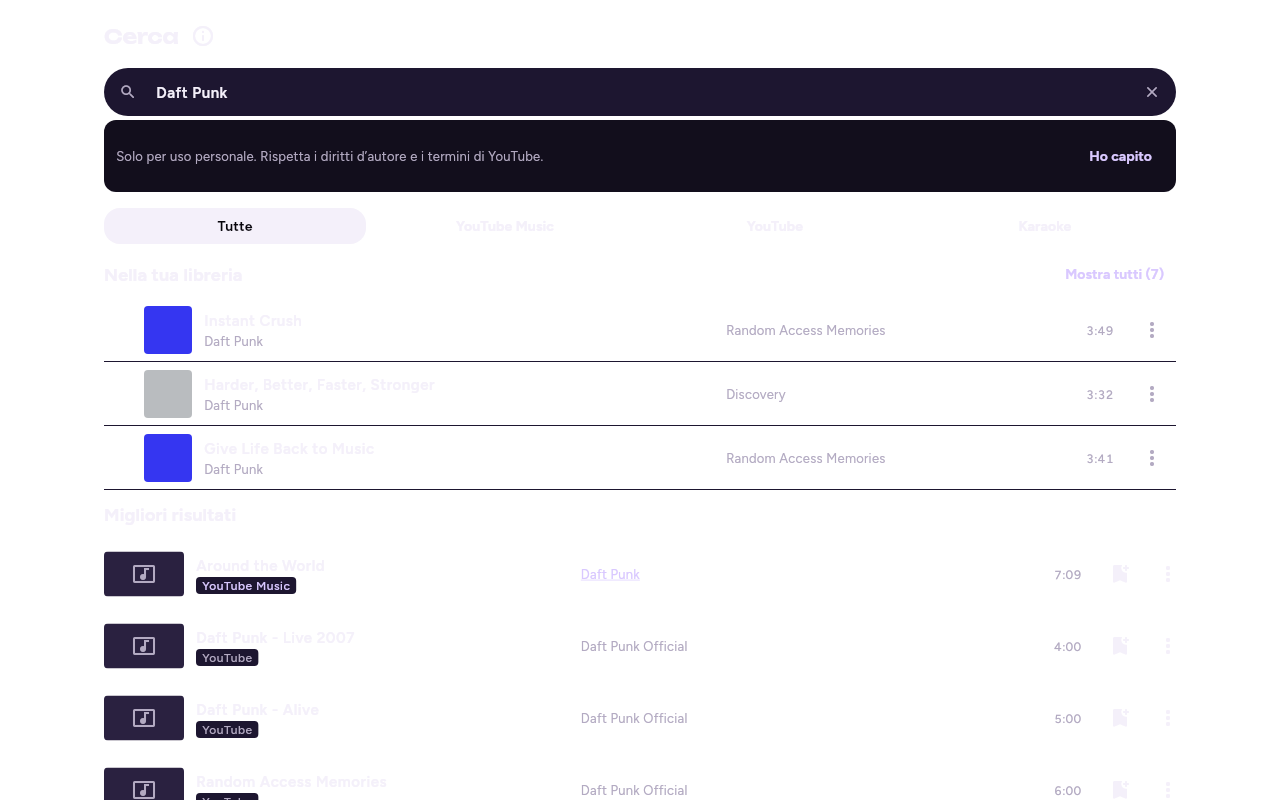 Cerca
Daft Punk
Solo per uso personale. Rispetta i diritti d’autore e i termini di YouTube.
Ho capito
Tutte
YouTube Music
YouTube
Karaoke
Nella tua libreria
Mostra tutti (7)
Instant Crush
Daft Punk
Random Access Memories
3:49
Harder, Better, Faster, Stronger
Daft Punk
Discovery
3:32
Give Life Back to Music
Daft Punk
Random Access Memories
3:41
Migliori risultati
Around the World
YouTube Music
Daft Punk
7:09
Daft Punk - Live 2007
YouTube
Daft Punk Official
4:00
Daft Punk - Alive
YouTube
Daft Punk Official
5:00
Random Access Memories
YouTube
Daft Punk Official
6:00